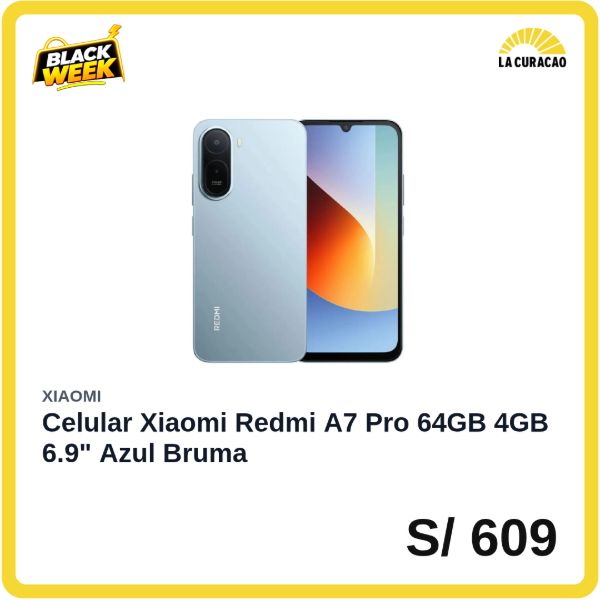 BLACK
WEEK
LA CURACAO
REDMI
XIAOMI
Celular Xiaomi Redmi A7 Pro 64GB 4GB
6.9" Azul Bruma
S/ 609